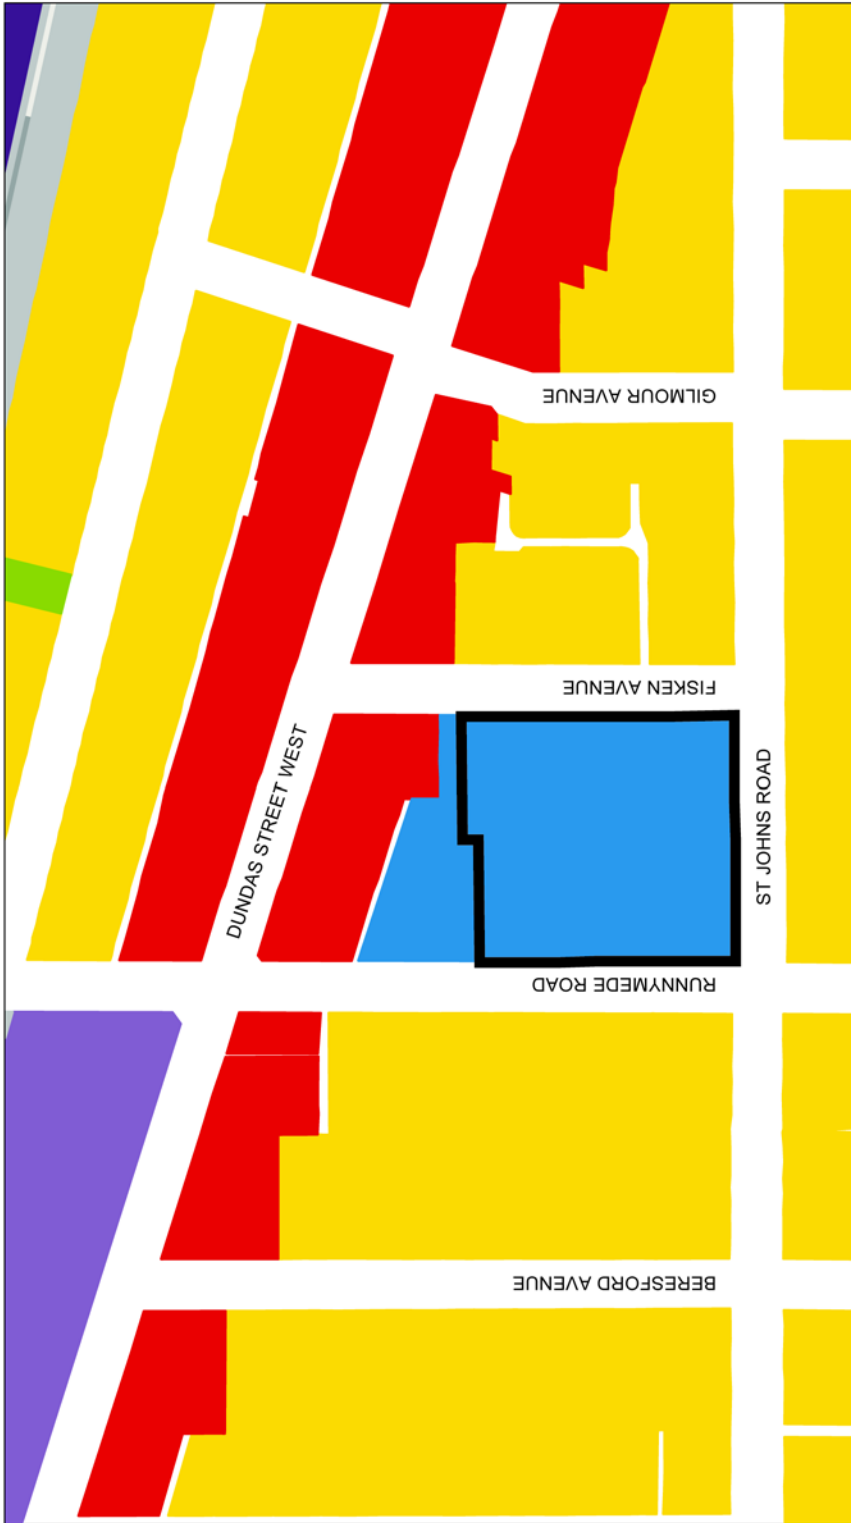 GILMOUR AVENUE
FISKEN AVENUE
DUNDAS STREET WEST
ST JOHNS ROAD
RUNNYMEDE ROAD
BERESFORD AVENUE